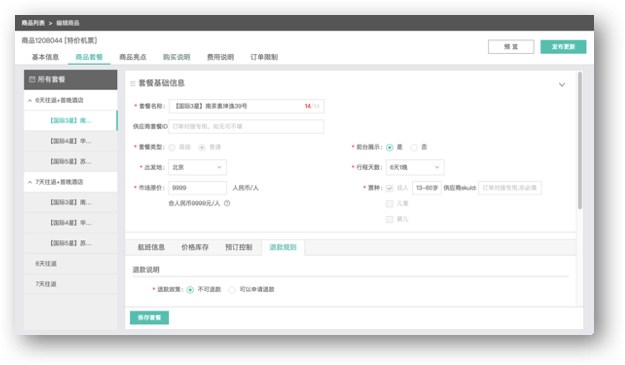 商品列表 > 编辑商品
商品1208044 [特价机票]
预 览
发布更新
基本信息 商品套餐 商品亮点 购买说明 费用说明 订单限制
所有套餐
6天往返+首晚酒店
【国际3星】南...
【国际4星】华...
【国际5星】苏...
7天往返+首晚酒店
【国际3星】南...
【国际4星】华...
【国际5星】苏...
6天往返
7天往返
套餐基础信息
* 套餐名称: 【国际3星】南茶素坤逸39号 14/14
供应商套餐ID 订单对接专用,如无可不填
* 套餐类型: 普通 * 前台展示: 是 否
* 出发地: 北京 * 行程天数: 6天1晚
* 市场原价: 9999 人民币/人 * 票种: 成人 13-60岁 供应商skuId: 订单对接专用,非必填
合人民币9999元/人 儿童
婴儿
航班信息 价格库存 预订控制 退款规则
退款说明
* 退款政策: 不可退款 可以申请退款
保存套餐